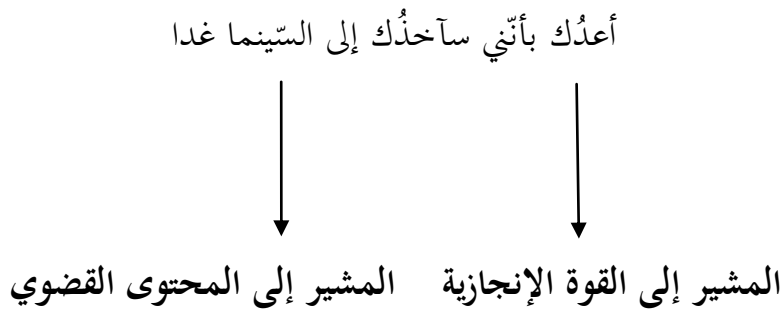 أعدُك بأنّني سآخذُك إلى السّينما غدا
المشير إلى القوة الإنجازية المشير إلى المحتوى القضوي